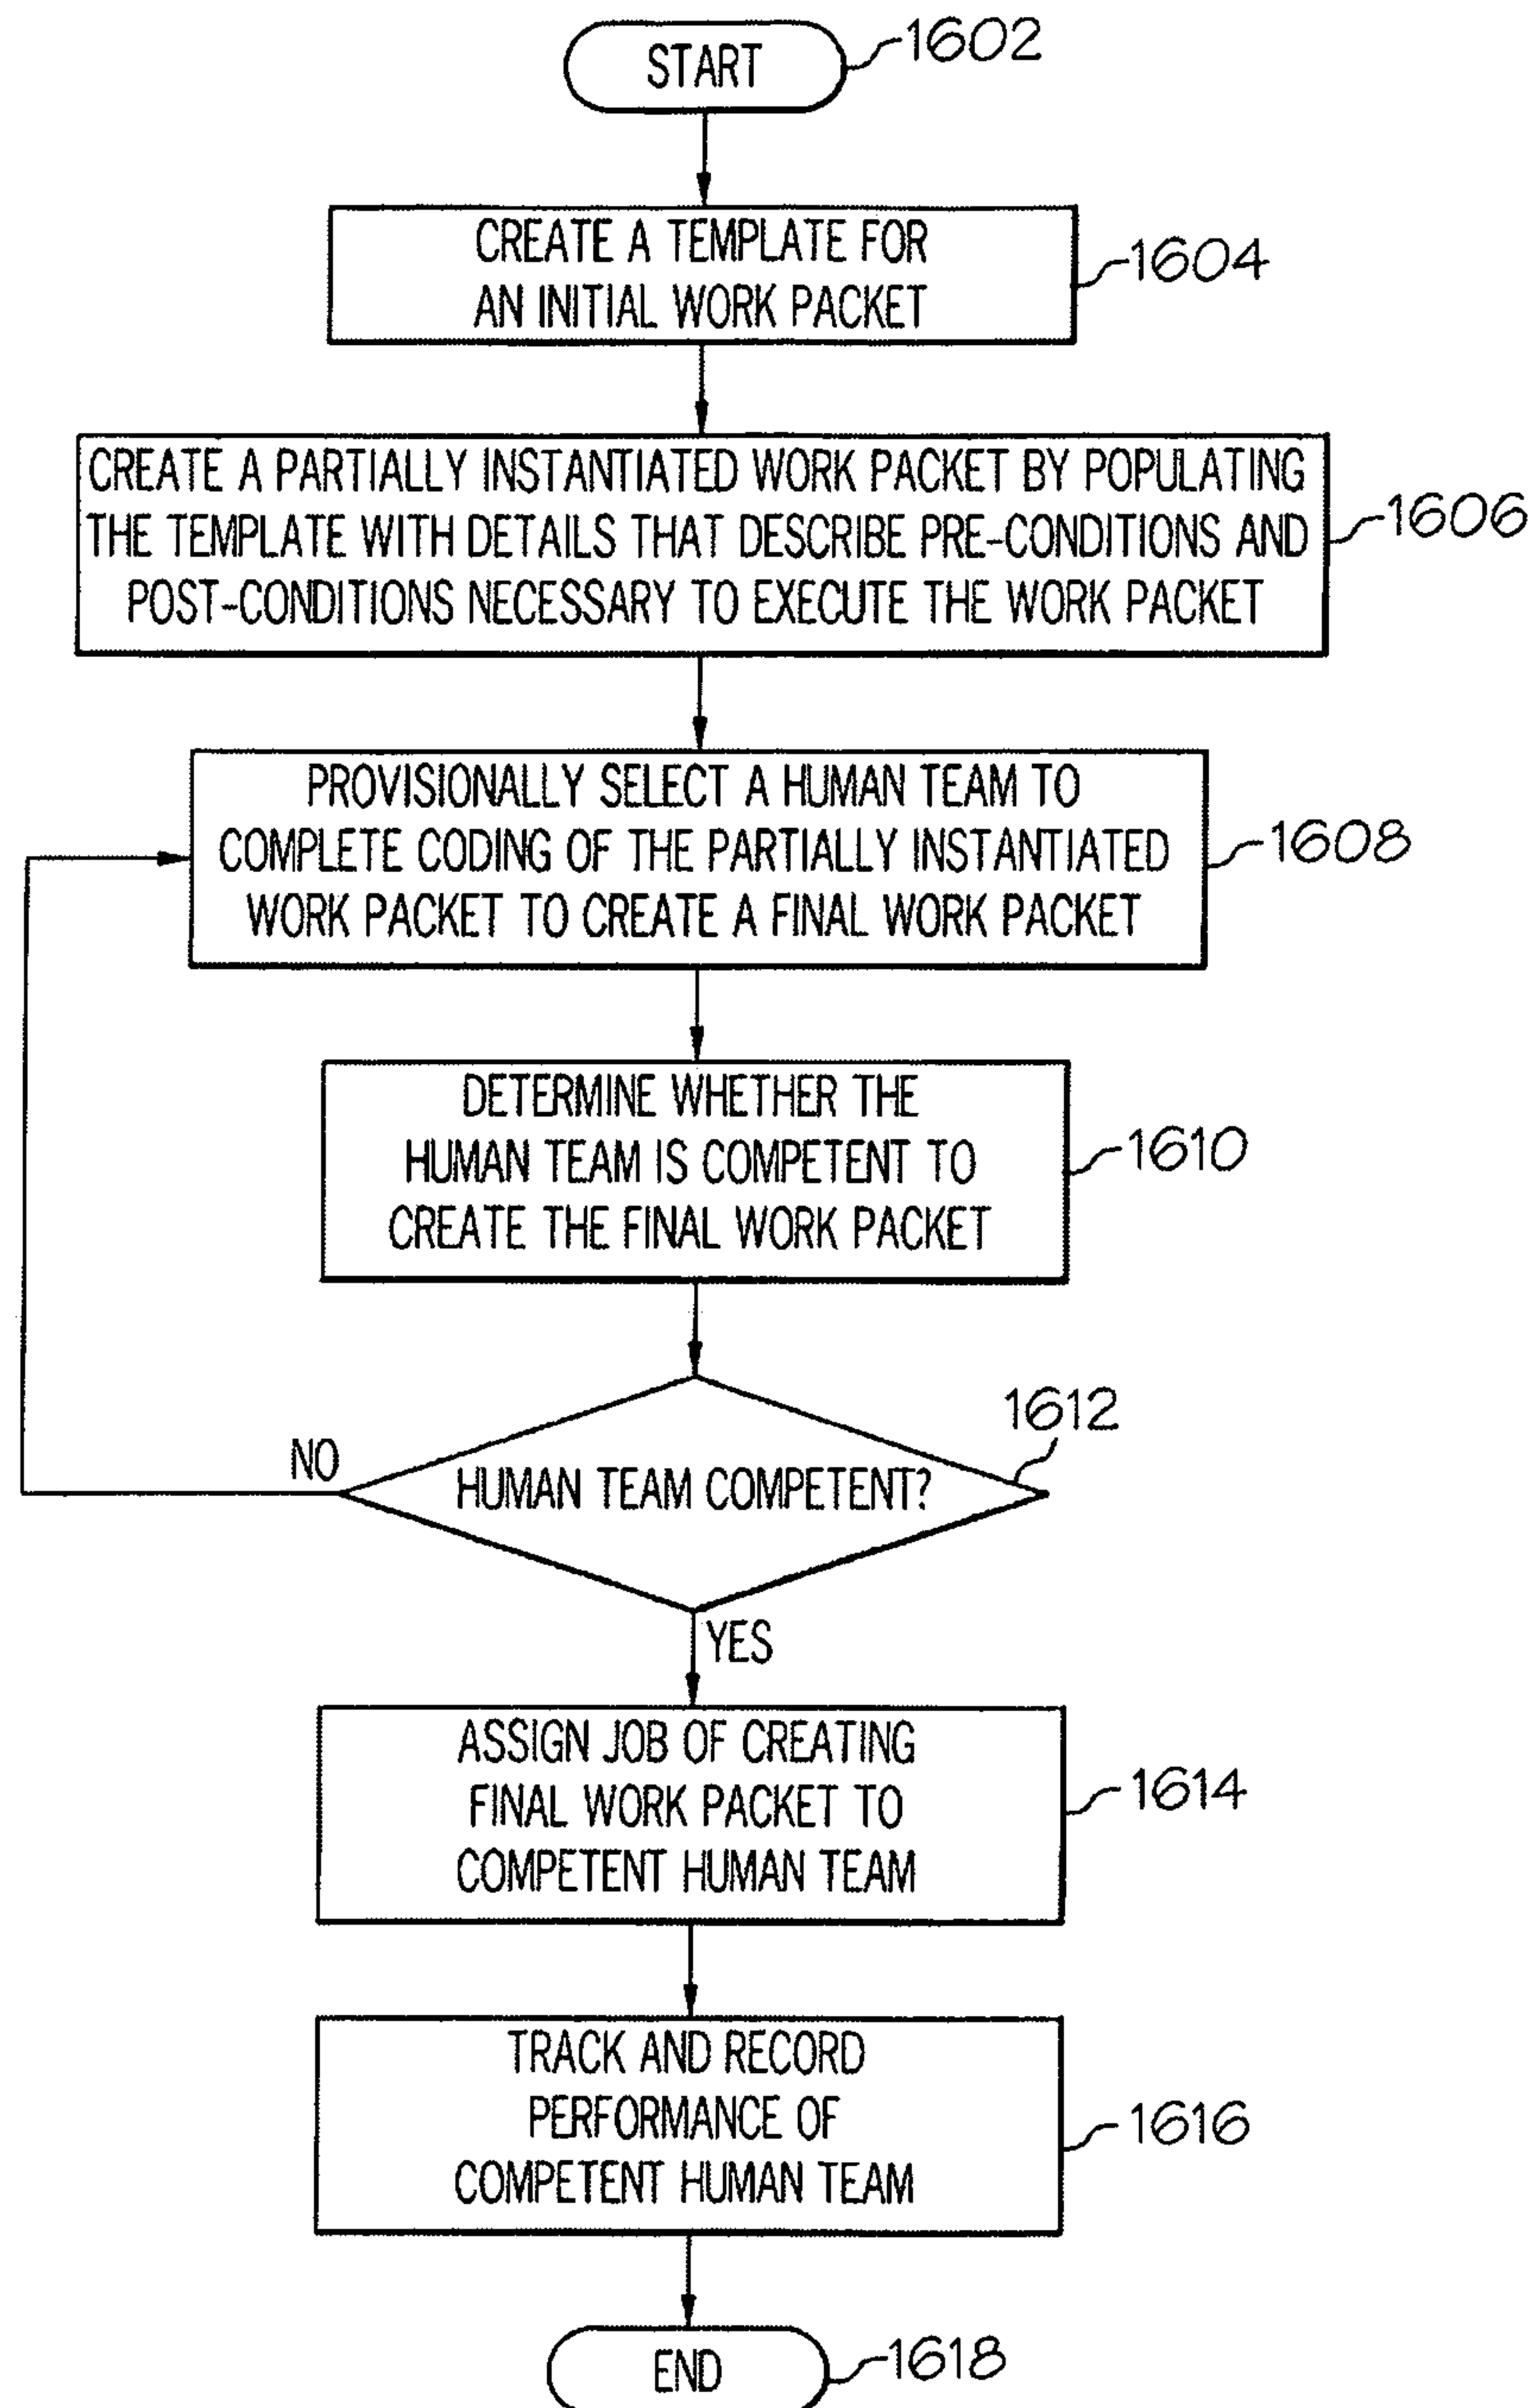 START
1602
CREATE A TEMPLATE FOR
AN INITIAL WORK PACKET
1604
CREATE A PARTIALLY INSTANTIATED WORK PACKET BY POPULATING
THE TEMPLATE WITH DETAILS THAT DESCRIBE PRE-CONDITIONS AND
POST-CONDITIONS NECESSARY TO EXECUTE THE WORK PACKET
1606
PROVISIONALLY SELECT A HUMAN TEAM TO
COMPLETE CODING OF THE PARTIALLY INSTANTIATED
WORK PACKET TO CREATE A FINAL WORK PACKET
1608
DETERMINE WHETHER THE
HUMAN TEAM IS COMPETENT TO
CREATE THE FINAL WORK PACKET
1610
1612
NO
HUMAN TEAM COMPETENT?
YES
ASSIGN JOB OF CREATING
FINAL WORK PACKET TO
COMPETENT HUMAN TEAM
1614
TRACK AND RECORD
PERFORMANCE OF
COMPETENT HUMAN TEAM
1616
END
1618